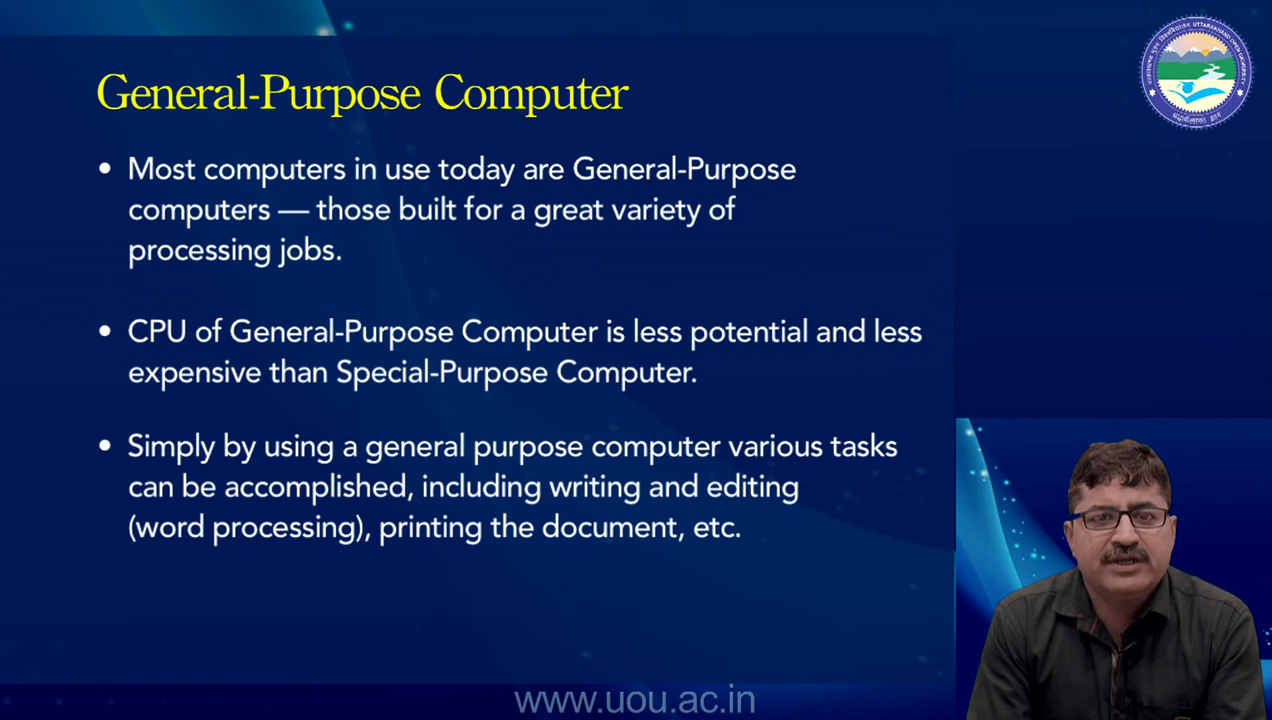 General-Purpose Computer
UTTARAKHAND OPEN UNIVERSITY
• Most computers in use today are General-Purpose
computers — those built for a great variety of
processing jobs.
• CPU of General-Purpose Computer is less potential and less
expensive than Special-Purpose Computer.
• Simply by using a general purpose computer various tasks
can be accomplished, including writing and editing
(word processing), printing the document, etc.
www.uou.ac.in